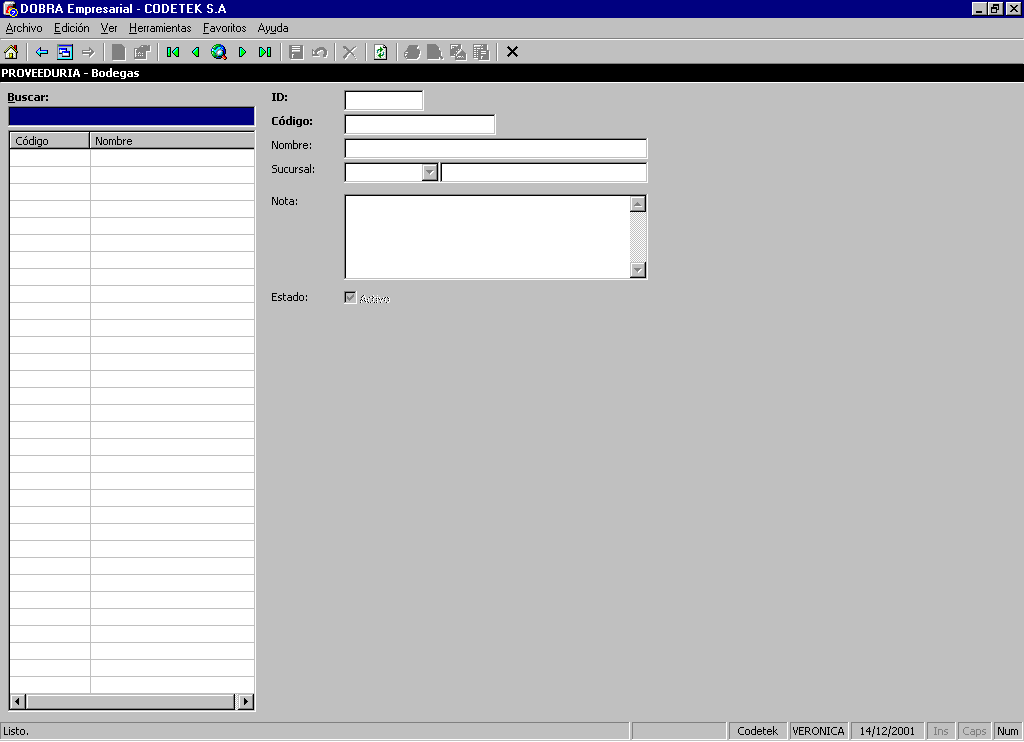 DOBRA Empresarial - CODETEK S.A
Archivo Edición Ver Herramientas Favoritos Ayuda
PROVEEDURIA - Bodegas
Buscar:
Código Nombre
ID:
Código:
Nombre:
Sucursal:
Nota:
Estado: Activo
Listo. Codetek VERONICA 14/12/2001 Ins Caps Num